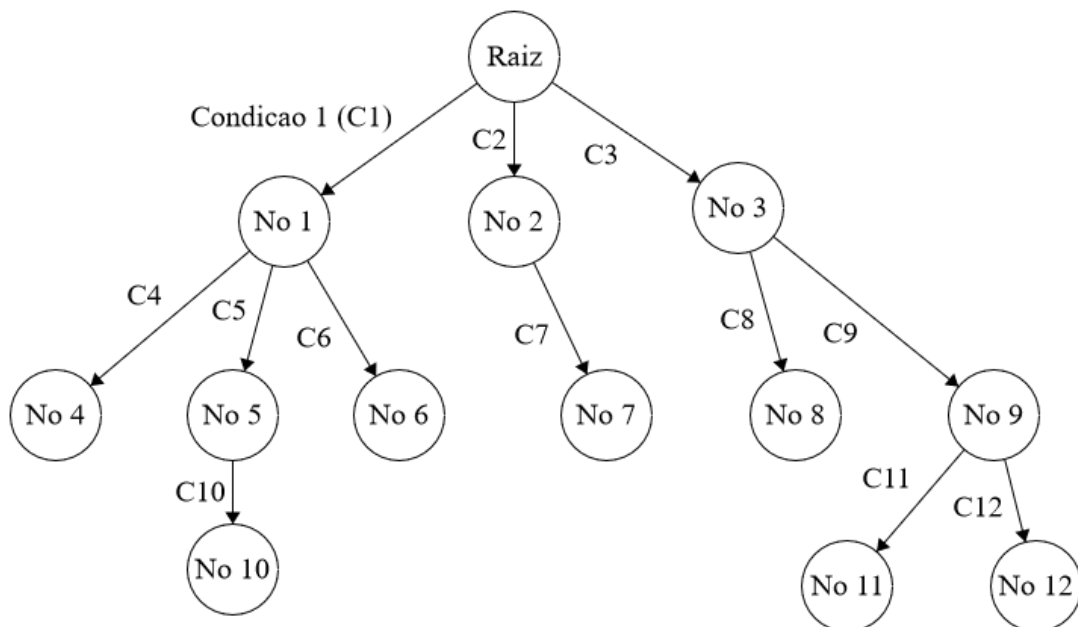 Raiz
Condicao 1 (C1)
C2
C3
No 1
No 2
No 3
C4
C5
C6
C7
C8
C9
No 4
No 5
No 6
No 7
No 8
No 9
C10
C11
C12
No 10
No 11
No 12